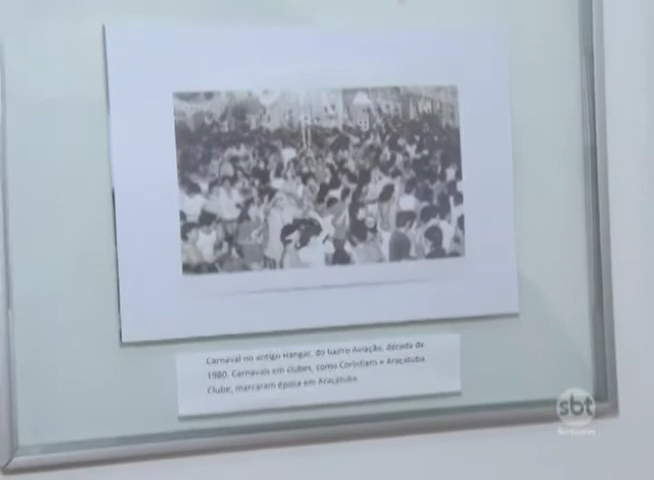 Carnaval no antigo Hangar, do bairro Aviação, década de
1980. Carnavais em clubes, como Corintians e Araçatuba
Clube, marcaram época em Araçatuba
sbt